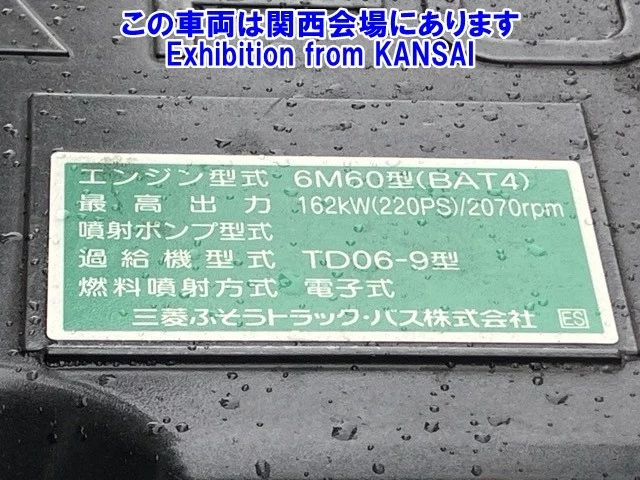 この車両は関西会場にあります
Exhibition from KANSAI
エンジン型式 6M60型(BAT4)
最高出力 162kW(220PS)/2070rpm
噴射ポンプ型式
過給機型式 TD06-9型
燃料噴射方式 電子式
三菱ふそうトラック・バス株式会社 ES